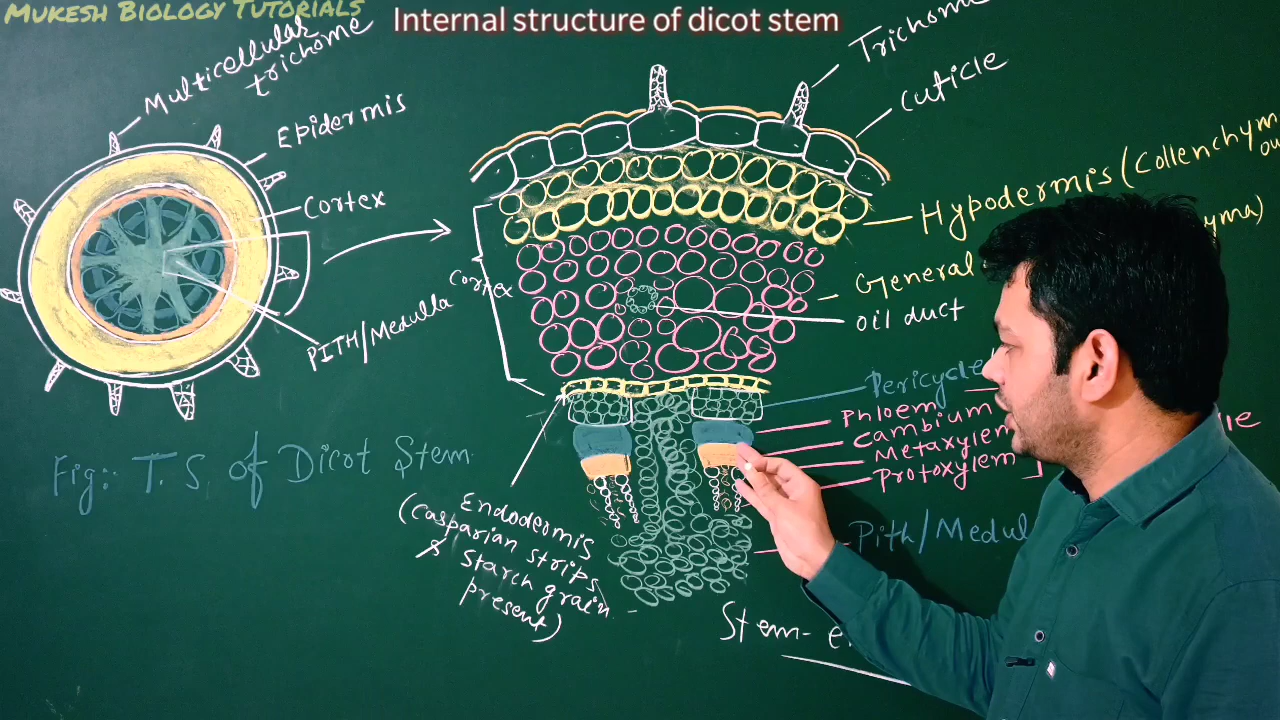 MUKESH BIOLOGY TUTORIALS
Internal structure of dicot stem
Multicellular
trichome
Epidermis
Cortex
PITH/Medulla
Fig:- T.S. of Dicot Stem
Trichome
Cuticle
Hypodermis (Collenchym
General
oil duct
Cortex
Pericycle
Phloem
Cambium
Metaxylem
Protoxylem
Pith/Medul
Endodeomis
(Casparian strips
& Starch grain
present)
Stem-